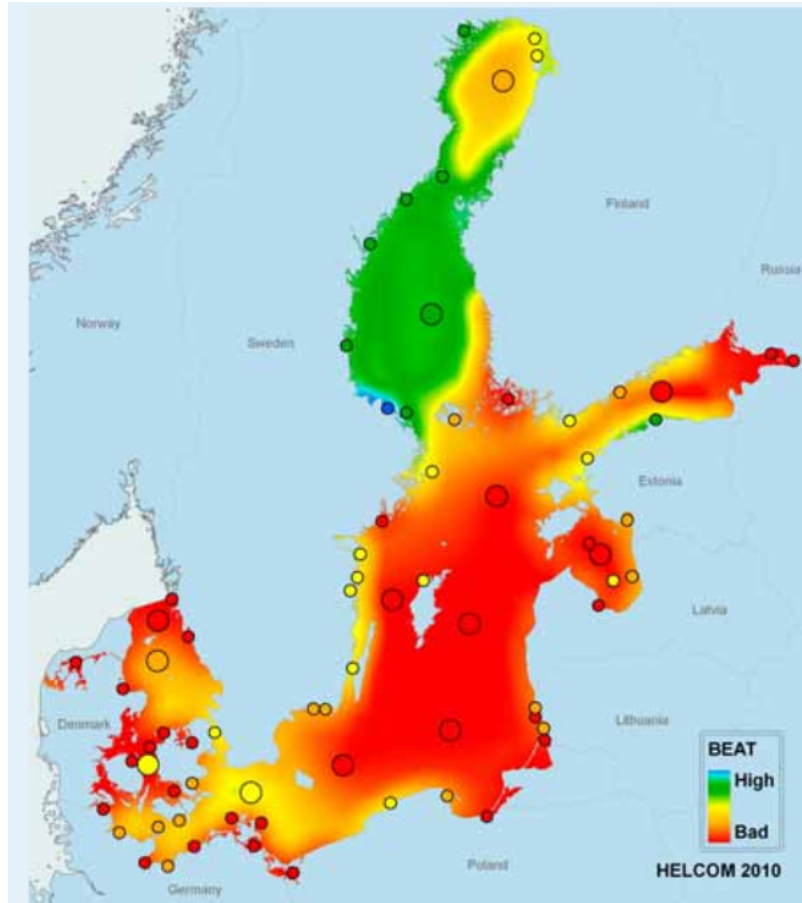 Finland
Russia
Norway
Sweden
Estonia
Latvia
Denmark
Lithuania
BEAT
High
Bad
HELCOM 2010
Poland
Germany